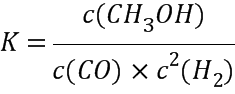 K = c(CH₃OH) / c(CO) × c²(H₂)